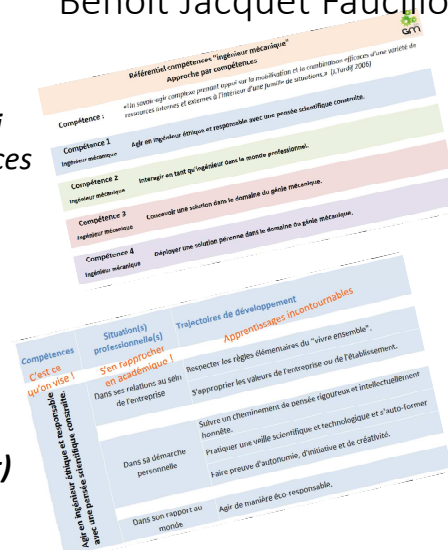 Benoît Jacquet Faucillo
GM
Référentiel compétences "ingénieur mécanique"
Approche par compétences
Compétence :
«Un savoir-agir complexe prenant appui sur la mobilisation et la combinaison efficaces d'une variété de
ressources internes et externes à l'intérieur d'une famille de situations.» (J.Tardif 2006)
i
ces
Compétence 1
Ingénieur mécanique
Agir en ingénieur éthique et responsable avec une pensée scientifique construite.
Compétence 2
Ingénieur mécanique
Interagir en tant qu'ingénieur dans le monde professionnel.
Compétence 3
Ingénieur mécanique
Concevoir une solution dans le domaine du génie mécanique.
Compétence 4
Ingénieur mécanique
Déployer une solution pérenne dans le domaine du génie mécanique.
Compétences
C'est ce
qu'on vise !
Situation(s)
professionnelle(s)
S'en rapprocher
en académique !
Trajectoires de développement
Apprentissages incontournables
Agir en ingénieur éthique et responsable
avec une pensée scientifique construite.
Dans ses relations au sein
de l'entreprise
Respecter les règles élémentaires du "vivre ensemble".
S'approprier les valeurs de l'entreprise ou de l'établissement.
Dans sa démarche
personnelle
Suivre un cheminement de pensée rigoureux et intellectuellement
honnête.
Pratiquer une veille scientifique et technologique et s'auto-former
Faire preuve d'autonomie, d'initiative et de créativité.
Dans son rapport au
monde
Agir de manière éco-responsable.
)